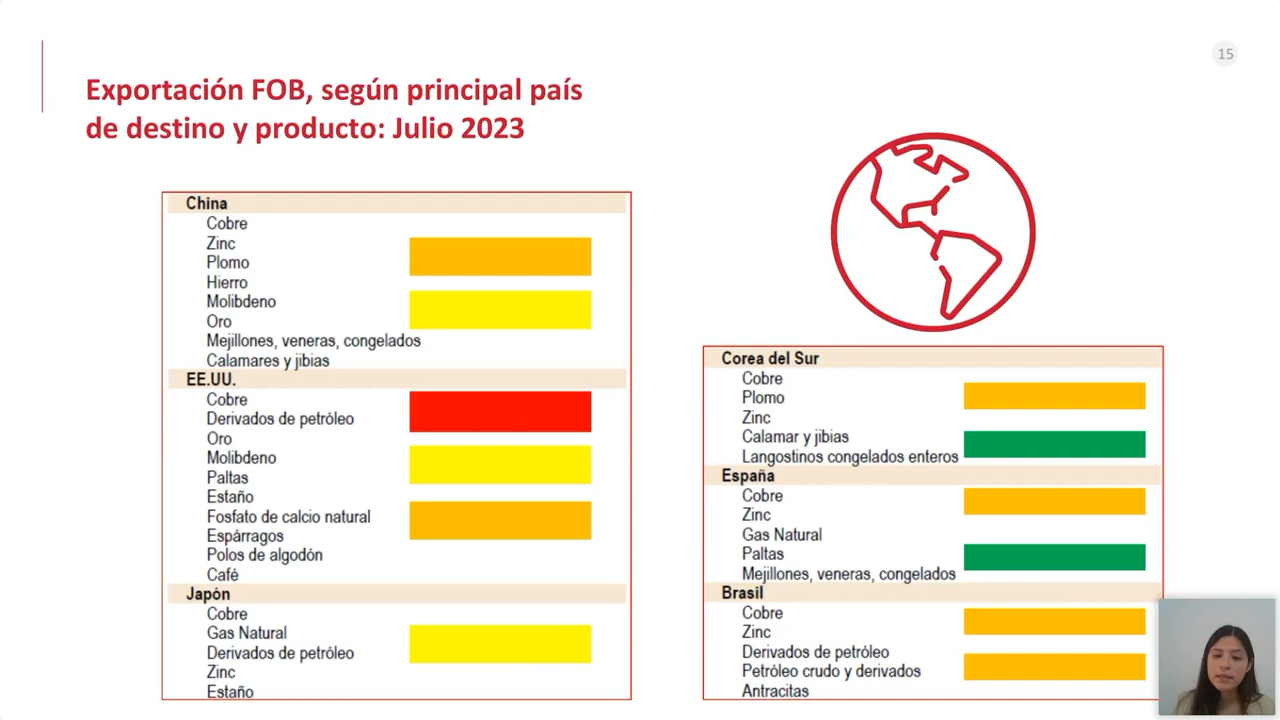 15
Exportación FOB, según principal país
de destino y producto: Julio 2023
China
Cobre
Zinc
Plomo
Hierro
Molibdeno
Oro
Mejillones, veneras, congelados
Calamares y jibias
EE.UU.
Cobre
Derivados de petróleo
Oro
Molibdeno
Paltas
Estaño
Fosfato de calcio natural
Espárragos
Polos de algodón
Café
Japón
Cobre
Gas Natural
Derivados de petróleo
Zinc
Estaño
Corea del Sur
Cobre
Plomo
Zinc
Calamar y jibias
Langostinos congelados enteros
España
Cobre
Zinc
Gas Natural
Paltas
Mejillones, veneras, congelados
Brasil
Cobre
Zinc
Derivados de petróleo
Petróleo crudo y derivados
Antracitas